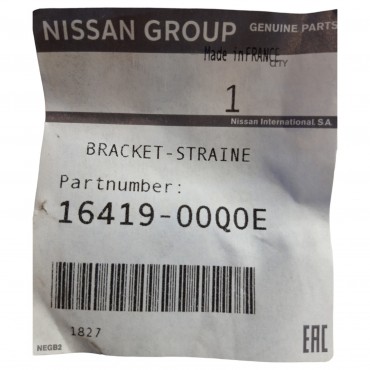 NISSAN GROUP GENUINE PARTS
Made in FRANCE
QTY
1
Nissan International. S.A.
BRACKET-STRAINE
Partnumber:
16419-00Q0E
1827
NEGB2
EAC